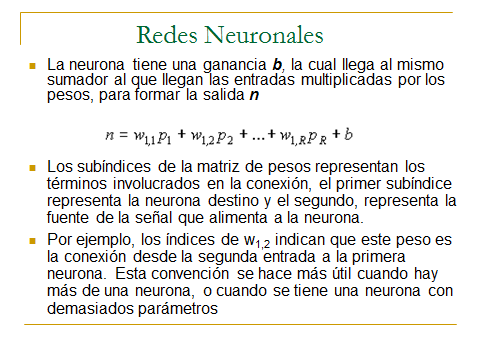 Redes Neuronales
La neurona tiene una ganancia b, la cual llega al mismo
sumador al que llegan las entradas multiplicadas por los
pesos, para formar la salida n
n = w1,1p1 + w1,2p2 + ...+ w1,RpR + b
Los subíndices de la matriz de pesos representan los
términos involucrados en la conexión, el primer subíndice
representa la neurona destino y el segundo, representa la
fuente de la señal que alimenta a la neurona.
Por ejemplo, los índices de w1,2 indican que este peso es
la conexión desde la segunda entrada a la primera
neurona. Esta convención se hace más útil cuando hay
más de una neurona, o cuando se tiene una neurona con
demasiados parámetros